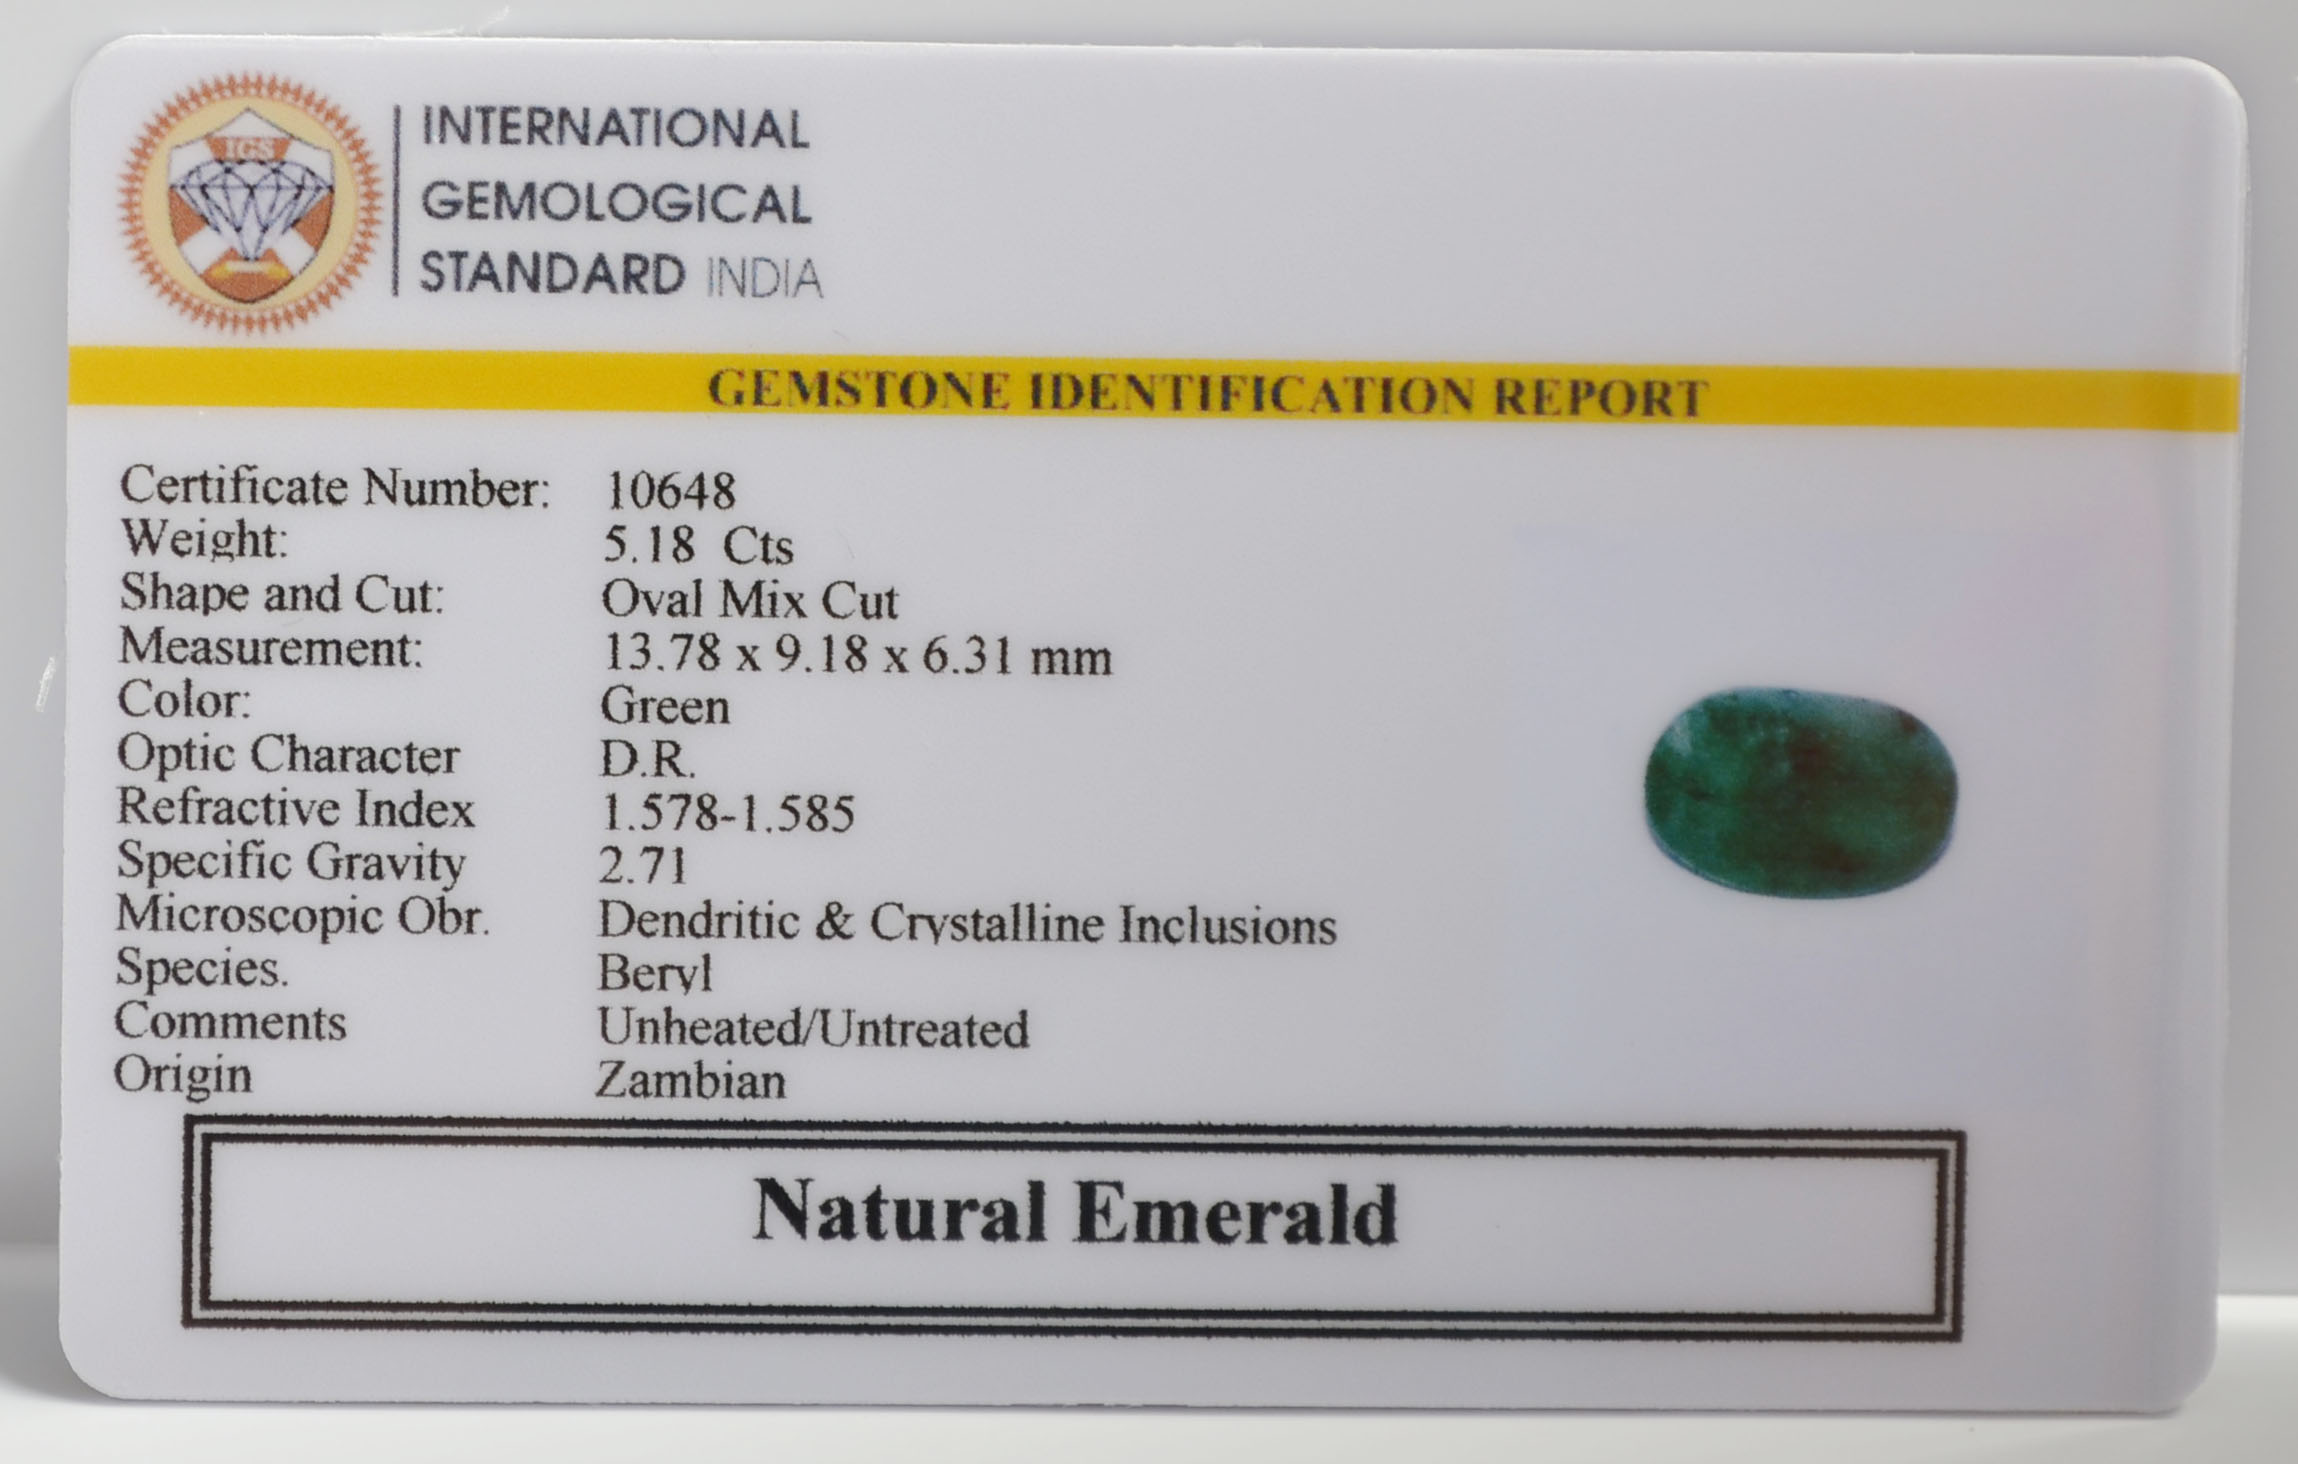 IGS
INTERNATIONAL
GEMOLOGICAL
STANDARD INDIA
GEMSTONE IDENTIFICATION REPORT
Certificate Number: 10648
Weight: 5.18 Cts
Shape and Cut: Oval Mix Cut
Measurement: 13.78 x 9.18 x 6.31 mm
Color: Green
Optic Character D.R.
Refractive Index 1.578-1.585
Specific Gravity 2.71
Microscopic Obr. Dendritic & Crystalline Inclusions
Species. Beryl
Comments Unheated/Untreated
Origin Zambian
Natural Emerald